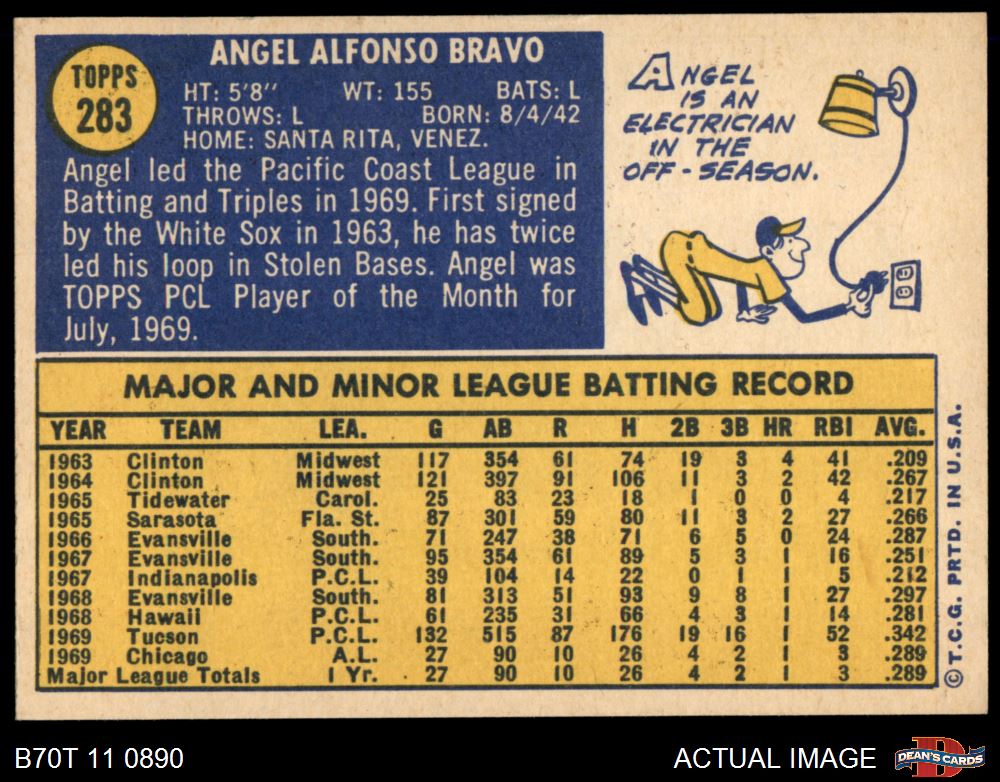 TOPPS
283
ANGEL ALFONSO BRAVO
HT: 5'8'' WT: 155 BATS: L
THROWS: L BORN: 8/4/42
HOME: SANTA RITA, VENEZ.
Angel led the Pacific Coast League in
Batting and Triples in 1969. First signed
by the White Sox in 1963, he has twice
led his loop in Stolen Bases. Angel was
TOPPS PCL Player of the Month for
July, 1969.
ANGEL
IS AN
ELECTRICIAN
IN THE
OFF-SEASON.
MAJOR AND MINOR LEAGUE BATTING RECORD
YEAR TEAM LEA. G AB R H 2B 3B HR RBI AVG.
1963 Clinton Midwest 117 354 61 74 19 3 4 41 .209
1964 Clinton Midwest 121 397 91 106 11 3 2 42 .267
1965 Tidewater Carol. 25 83 23 18 1 0 0 4 .217
1965 Sarasota Fla. St. 87 301 59 80 11 3 2 27 .266
1966 Evansville South. 71 247 38 71 6 5 0 24 .287
1967 Evansville South. 95 354 61 89 5 3 1 16 .251
1967 Indianapolis P.C.L. 39 104 14 22 0 1 1 5 .212
1968 Evansville South. 81 313 51 93 9 8 1 27 .297
1968 Hawaii P.C.L. 61 235 31 66 4 3 1 14 .281
1969 Tucson P.C.L. 132 515 87 176 19 16 1 52 .342
1969 Chicago A.L. 27 90 10 26 4 2 1 3 .289
Major League Totals 1 Yr. 27 90 10 26 4 2 1 3 .289
© T.C.G. PRTD. IN U.S.A.
B70T 11 0890
ACTUAL IMAGE
D
DEAN'S CARDS